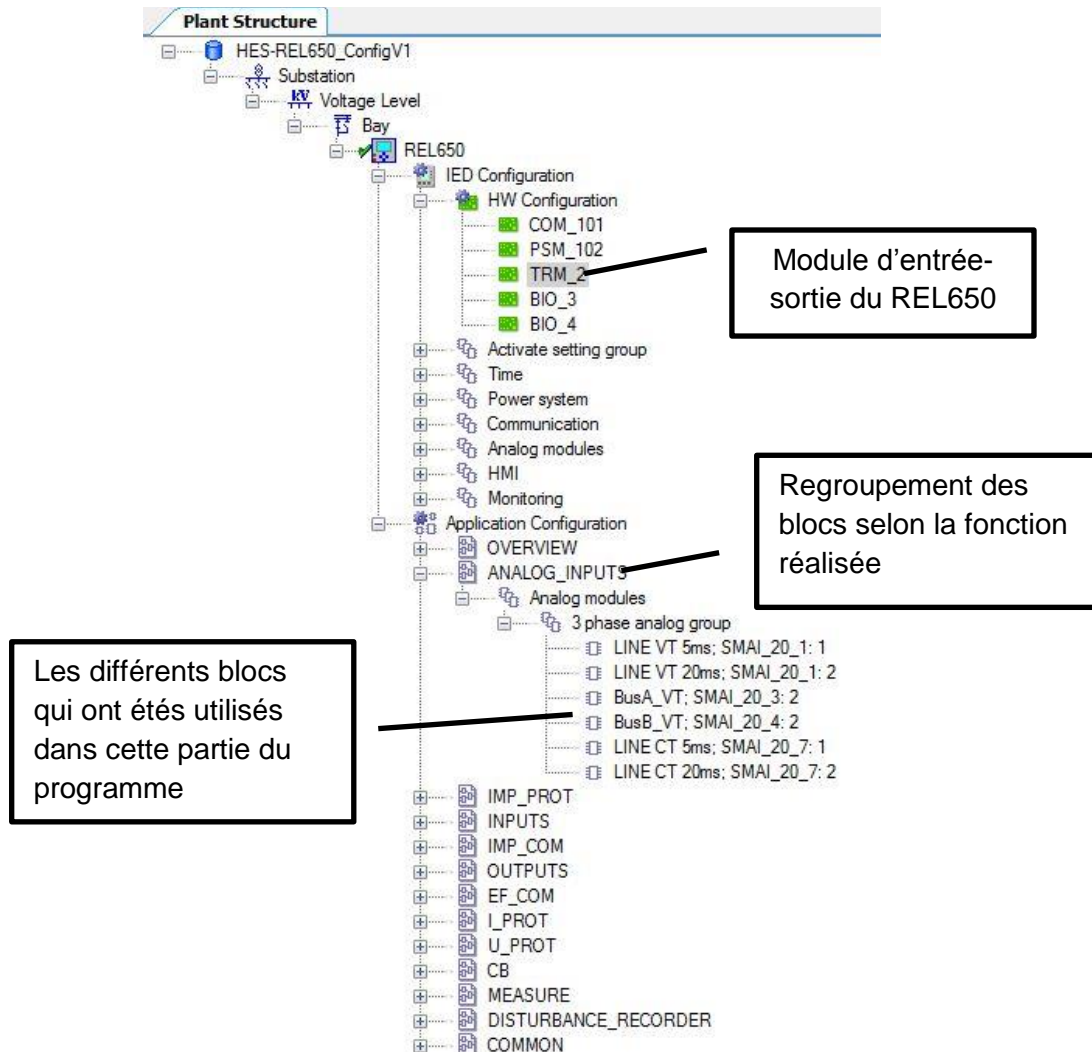 Plant Structure
HES-REL650_ConfigV1
Substation
Voltage Level
Bay
REL650
IED Configuration
HW Configuration
COM_101
PSM_102
TRM_2
BIO_3
BIO_4
Activate setting group
Time
Power system
Communication
Analog modules
HMI
Monitoring
Application Configuration
OVERVIEW
ANALOG_INPUTS
Analog modules
3 phase analog group
LINE VT 5ms; SMAI_20_1: 1
LINE VT 20ms; SMAI_20_1: 2
BusA_VT; SMAI_20_3: 2
BusB_VT; SMAI_20_4: 2
LINE CT 5ms; SMAI_20_7: 1
LINE CT 20ms; SMAI_20_7: 2
IMP_PROT
INPUTS
IMP_COM
OUTPUTS
EF_COM
I_PROT
U_PROT
CB
MEASURE
DISTURBANCE_RECORDER
COMMON
Module d’entrée-
sortie du REL650
Regroupement des
blocs selon la fonction
réalisée
Les différents blocs
qui ont étés utilisés
dans cette partie du
programme